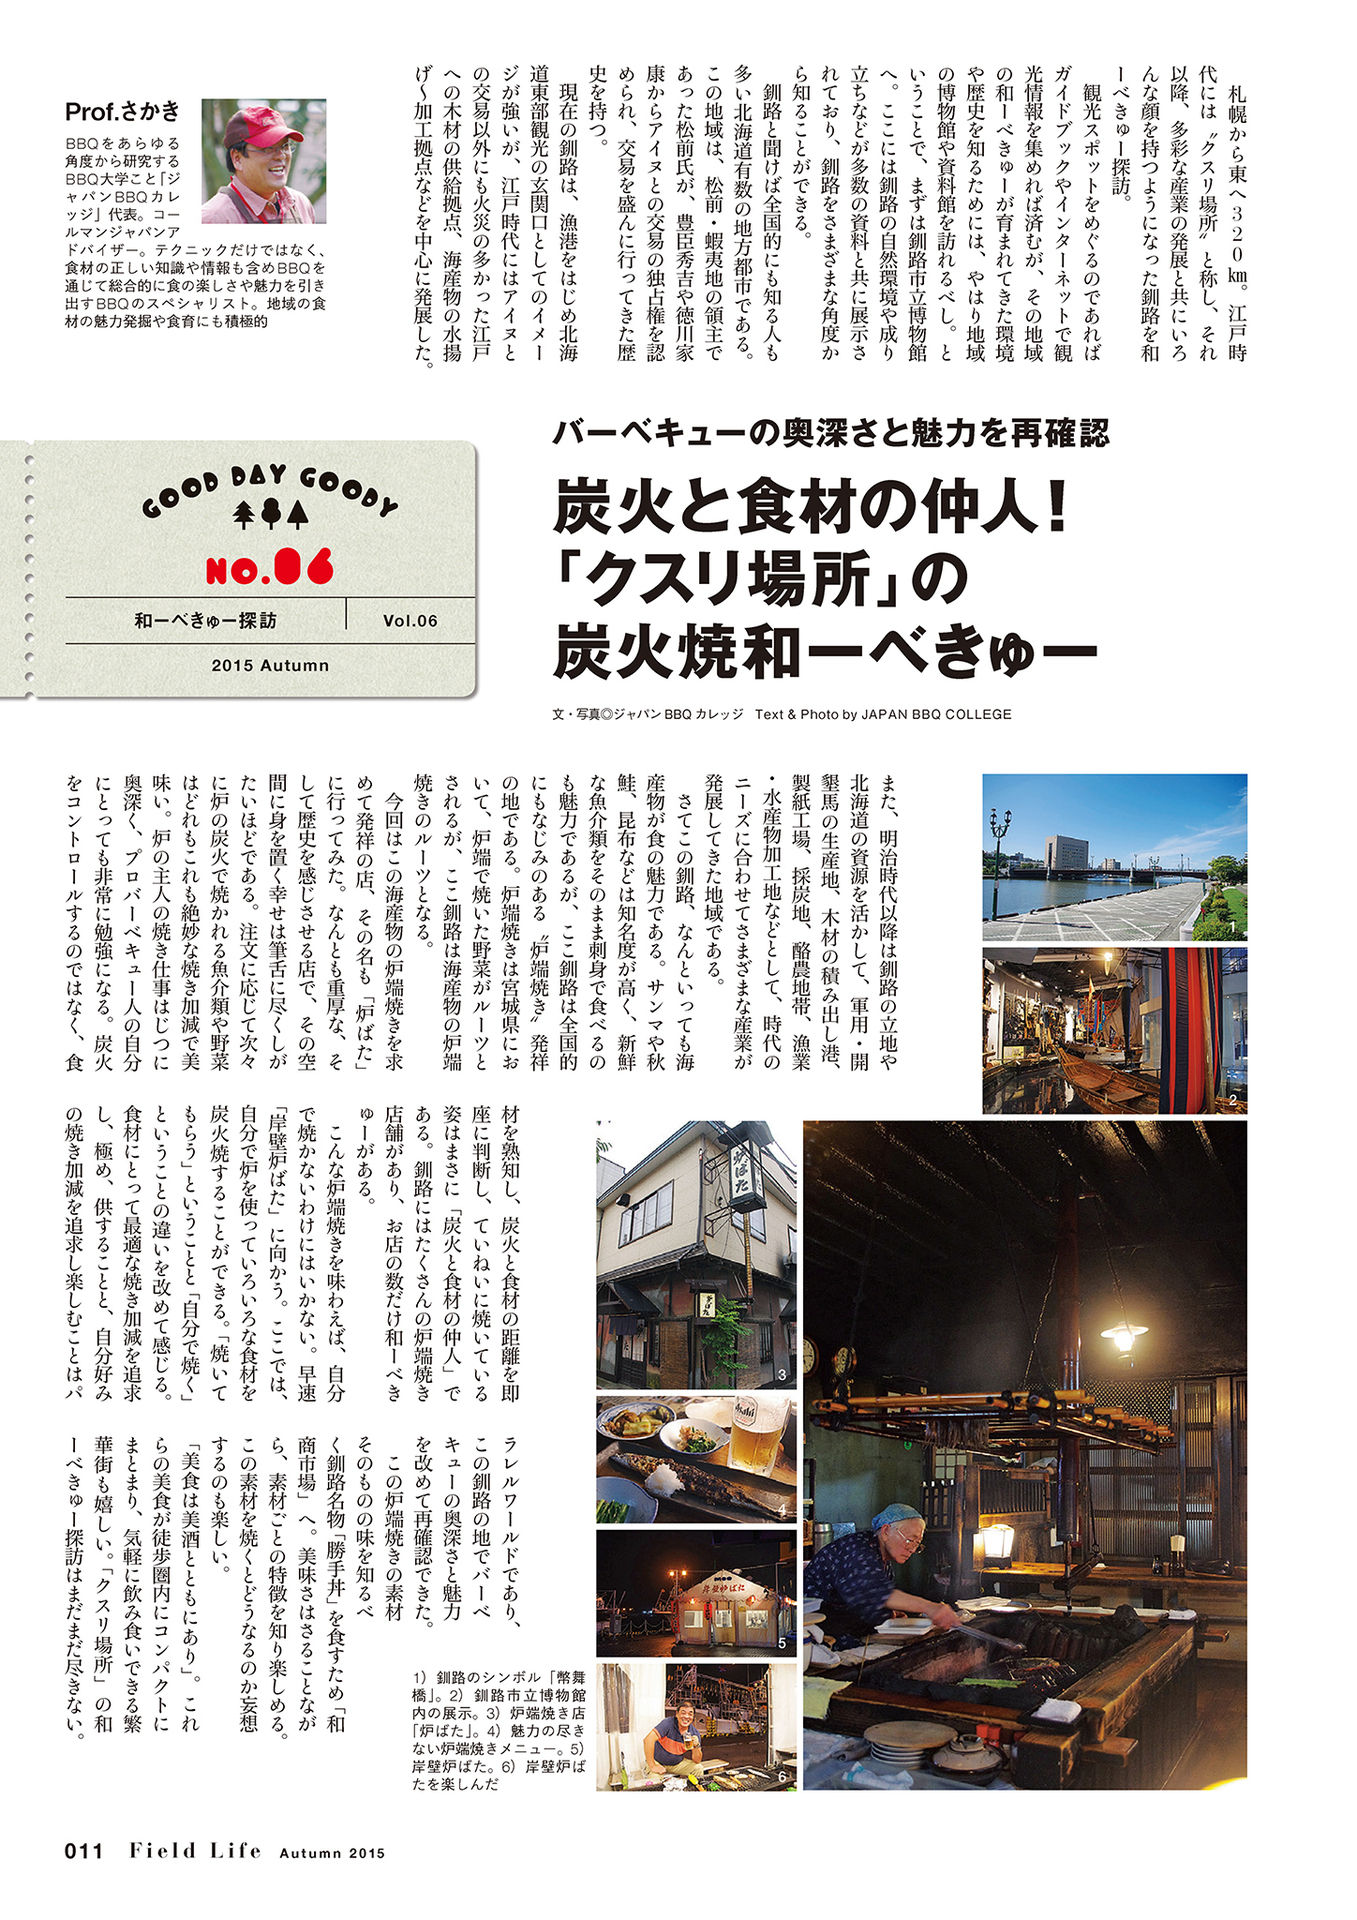 札幌から東へ320㎞。江戸時
代には〝クスリ場所〟と称し、それ
以降、多彩な産業の発展と共にいろ
んな顔を持つようになった釧路を和
ーべきゅー探訪。
観光スポットをめぐるのであれば
ガイドブックやインターネットで観
光情報を集めれば済むが、その地域
の和ーべきゅーが育まれてきた環境
や歴史を知るためには、やはり地域
の博物館や資料館を訪れるべし。と
いうことで、まずは釧路市立博物館
へ。ここには釧路の自然環境や成り
立ちなどが多数の資料と共に展示さ
れており、釧路をさまざまな角度か
ら知ることができる。
釧路と聞けば全国的にも知る人も
多い北海道有数の地方都市である。
この地域は、松前・蝦夷地の領主で
あった松前氏が、豊臣秀吉や徳川家
康からアイヌとの交易の独占権を認
められ、交易を盛んに行ってきた歴
史を持つ。
現在の釧路は、漁港をはじめ北海
道東部観光の玄関口としてのイメー
ジが強いが、江戸時代にはアイヌと
の交易以外にも火災の多かった江戸
への木材の供給拠点、海産物の水揚
げ〜加工拠点などを中心に発展した。
Prof.さかき
BBQをあらゆる
角度から研究する
BBQ大学こと「ジ
ャパンBBQカレ
ッジ」代表。コー
ルマンジャパンア
ドバイザー。テクニックだけではなく、
食材の正しい知識や情報も含めBBQを
通じて総合的に食の楽しさや魅力を引き
出すBBQのスペシャリスト。地域の食
材の魅力発掘や食育にも積極的
バーベキューの奥深さと魅力を再確認
炭火と食材の仲人！
「クスリ場所」の
炭火焼和ーべきゅー
文・写真◎ジャパン BBQ カレッジ Text & Photo by JAPAN BBQ COLLEGE
GOOD DAY GOODY
NO.06
和ーべきゅー探訪 Vol.06
2015 Autumn
また、明治時代以降は釧路の立地や
北海道の資源を活かして、軍用・開
墾馬の生産地、木材の積み出し港、
製紙工場、採炭地、酪農地帯、漁業
・水産物加工地などとして、時代の
ニーズに合わせてさまざまな産業が
発展してきた地域である。
さてこの釧路、なんといっても海
産物が食の魅力である。サンマや秋
鮭、昆布などは知名度が高く、新鮮
な魚介類をそのまま刺身で食べるの
も魅力であるが、ここ釧路は全国的
にもなじみのある〝炉端焼き〟発祥
の地である。炉端焼きは宮城県にお
いて、炉端で焼いた野菜がルーツと
されるが、ここ釧路は海産物の炉端
焼きのルーツとなる。
今回はこの海産物の炉端焼きを求
めて発祥の店、その名も「炉ばた」
に行ってみた。なんとも重厚な、そ
して歴史を感じさせる店で、その空
間に身を置く幸せは筆舌に尽くしが
たいほどである。注文に応じて次々
に炉の炭火で焼かれる魚介類や野菜
はどれもこれも絶妙な焼き加減で美
味い。炉の主人の焼き仕事はじつに
奥深く、プロバーベキュー人の自分
にとっても非常に勉強になる。炭火
をコントロールするのではなく、食
材を熟知し、炭火と食材の距離を即
座に判断し、ていねいに焼いている
姿はまさに「炭火と食材の仲人」で
ある。釧路にはたくさんの炉端焼き
店舗があり、お店の数だけ和ーべき
ゅーがある。
こんな炉端焼きを味わえば、自分
で焼かないわけにはいかない。早速
「岸壁炉ばた」に向かう。ここでは、
自分で炉を使っていろいろな食材を
炭火焼することができる。「焼いて
もらう」ということと「自分で焼く」
ということの違いを改めて感じる。
食材にとって最適な焼き加減を追求
し、極め、供することと、自分好み
の焼き加減を追求し楽しむことはパ
ラレルワールドであり、
この釧路の地でバーベ
キューの奥深さと魅力
を改めて再確認できた。
この炉端焼きの素材
そのものの味を知るべ
く釧路名物「勝手丼」を食すため「和
商市場」へ。美味さはさることなが
ら、素材ごとの特徴を知り楽しめる。
この素材を焼くとどうなるのか妄想
するのも楽しい。
「美食は美酒とともにあり」。これ
らの美食が徒歩圏内にコンパクトに
まとまり、気軽に飲み食いできる繁
華街も嬉しい。「クスリ場所」の和
ーべきゅー探訪はまだまだ尽きない。
1
2
炉ばた
炉ばた
3
Asahi
4
MOO
岸壁炉ばた
5
6
1）釧路のシンボル「幣舞
橋」。2）釧路市立博物館
内の展示。3）炉端焼き店
「炉ばた」。4）魅力の尽き
ない炉端焼きメニュー。5）
岸壁炉ばた。6）岸壁炉ば
たを楽しんだ
011 Field Life Autumn 2015